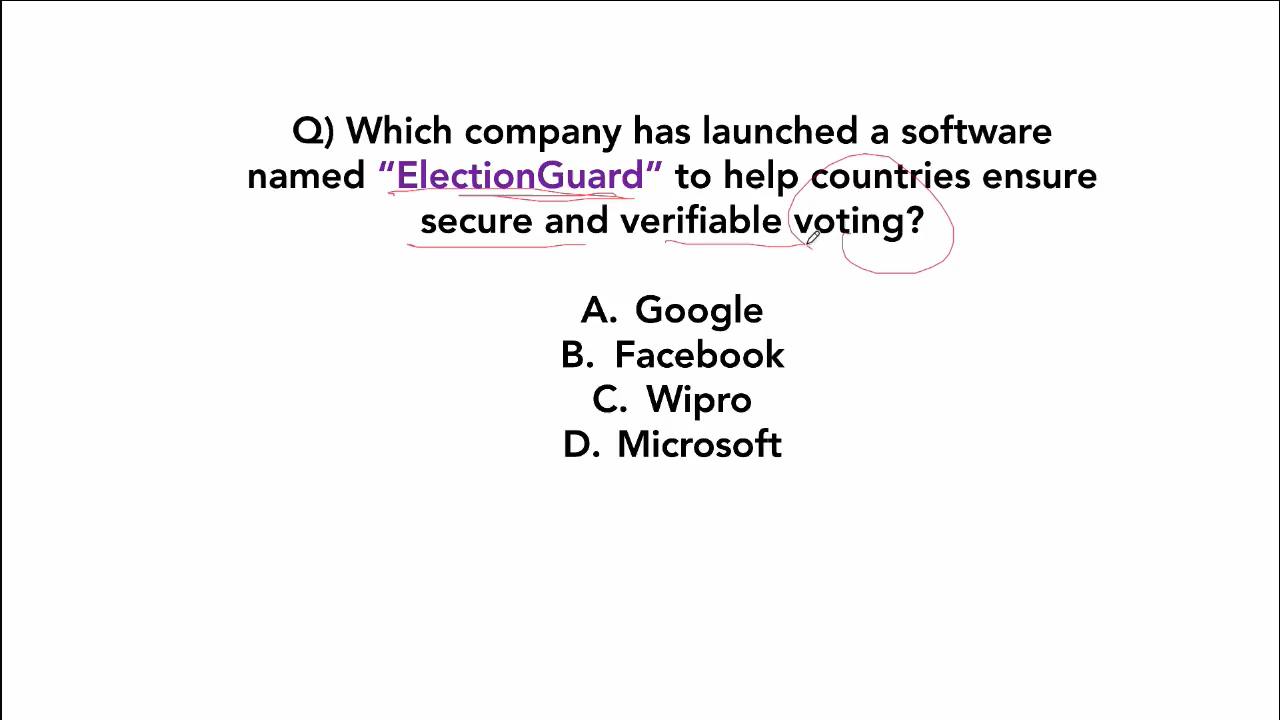 Q) Which company has launched a software
named “ElectionGuard” to help countries ensure
secure and verifiable voting?
A. Google
B. Facebook
C. Wipro
D. Microsoft